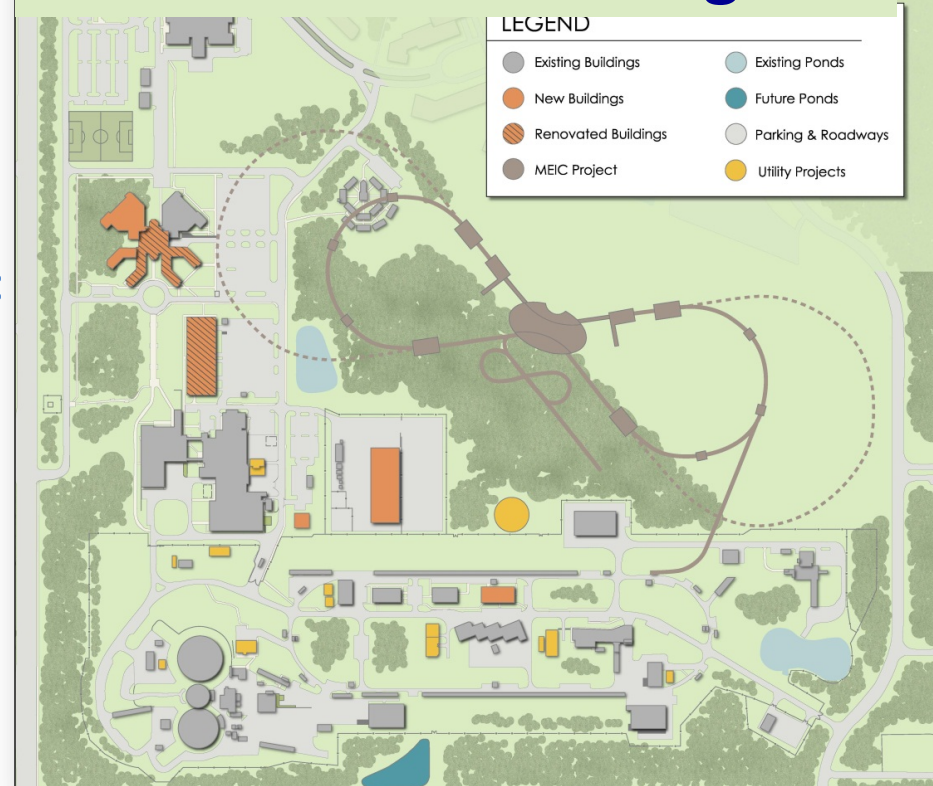 LEGEND
Existing Buildings
New Buildings
Renovated Buildings
MEIC Project
Existing Ponds
Future Ponds
Parking & Roadways
Utility Projects